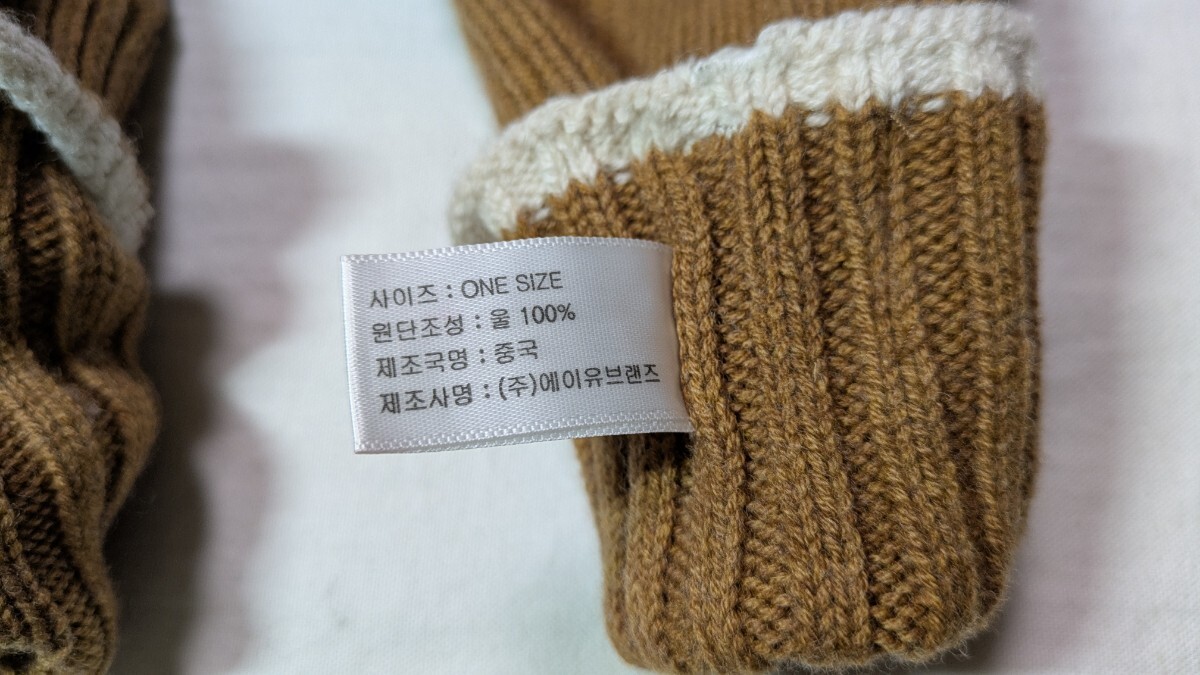 사이즈 : ONE SIZE
원단조성 : 울 100%
제조국명 : 중국
제조사명 : (주)에이유브랜즈